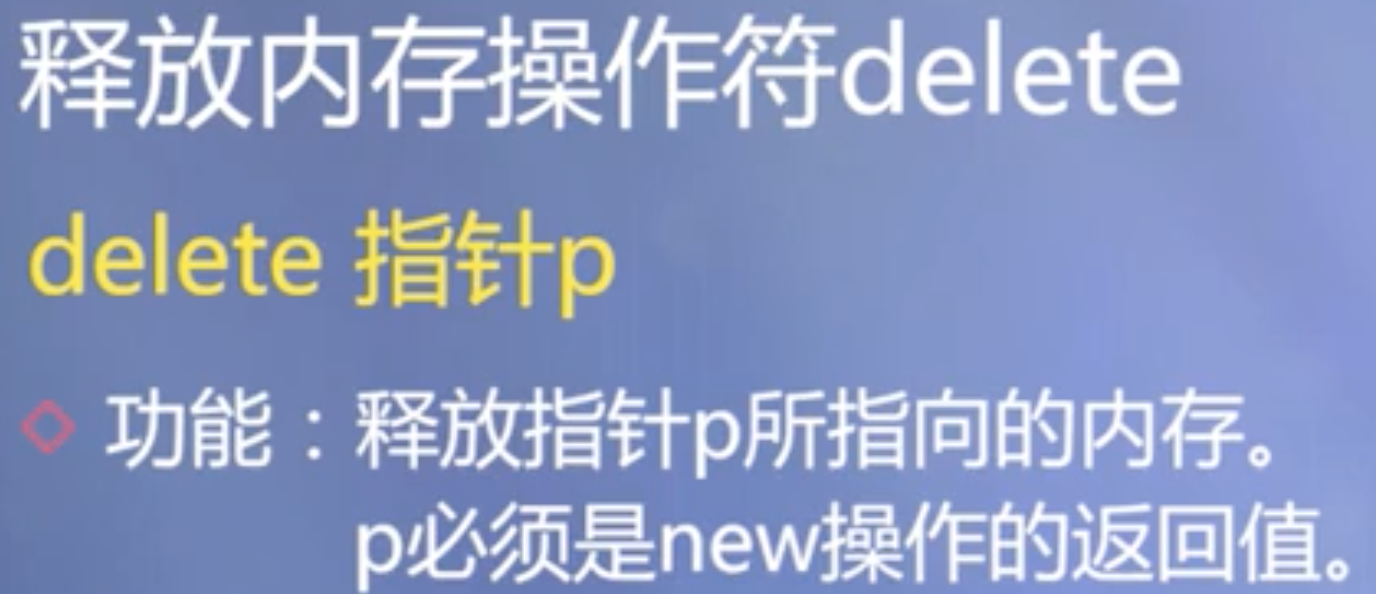 释放内存操作符delete
delete 指针p
功能：释放指针p所指向的内存。
p必须是new操作的返回值。